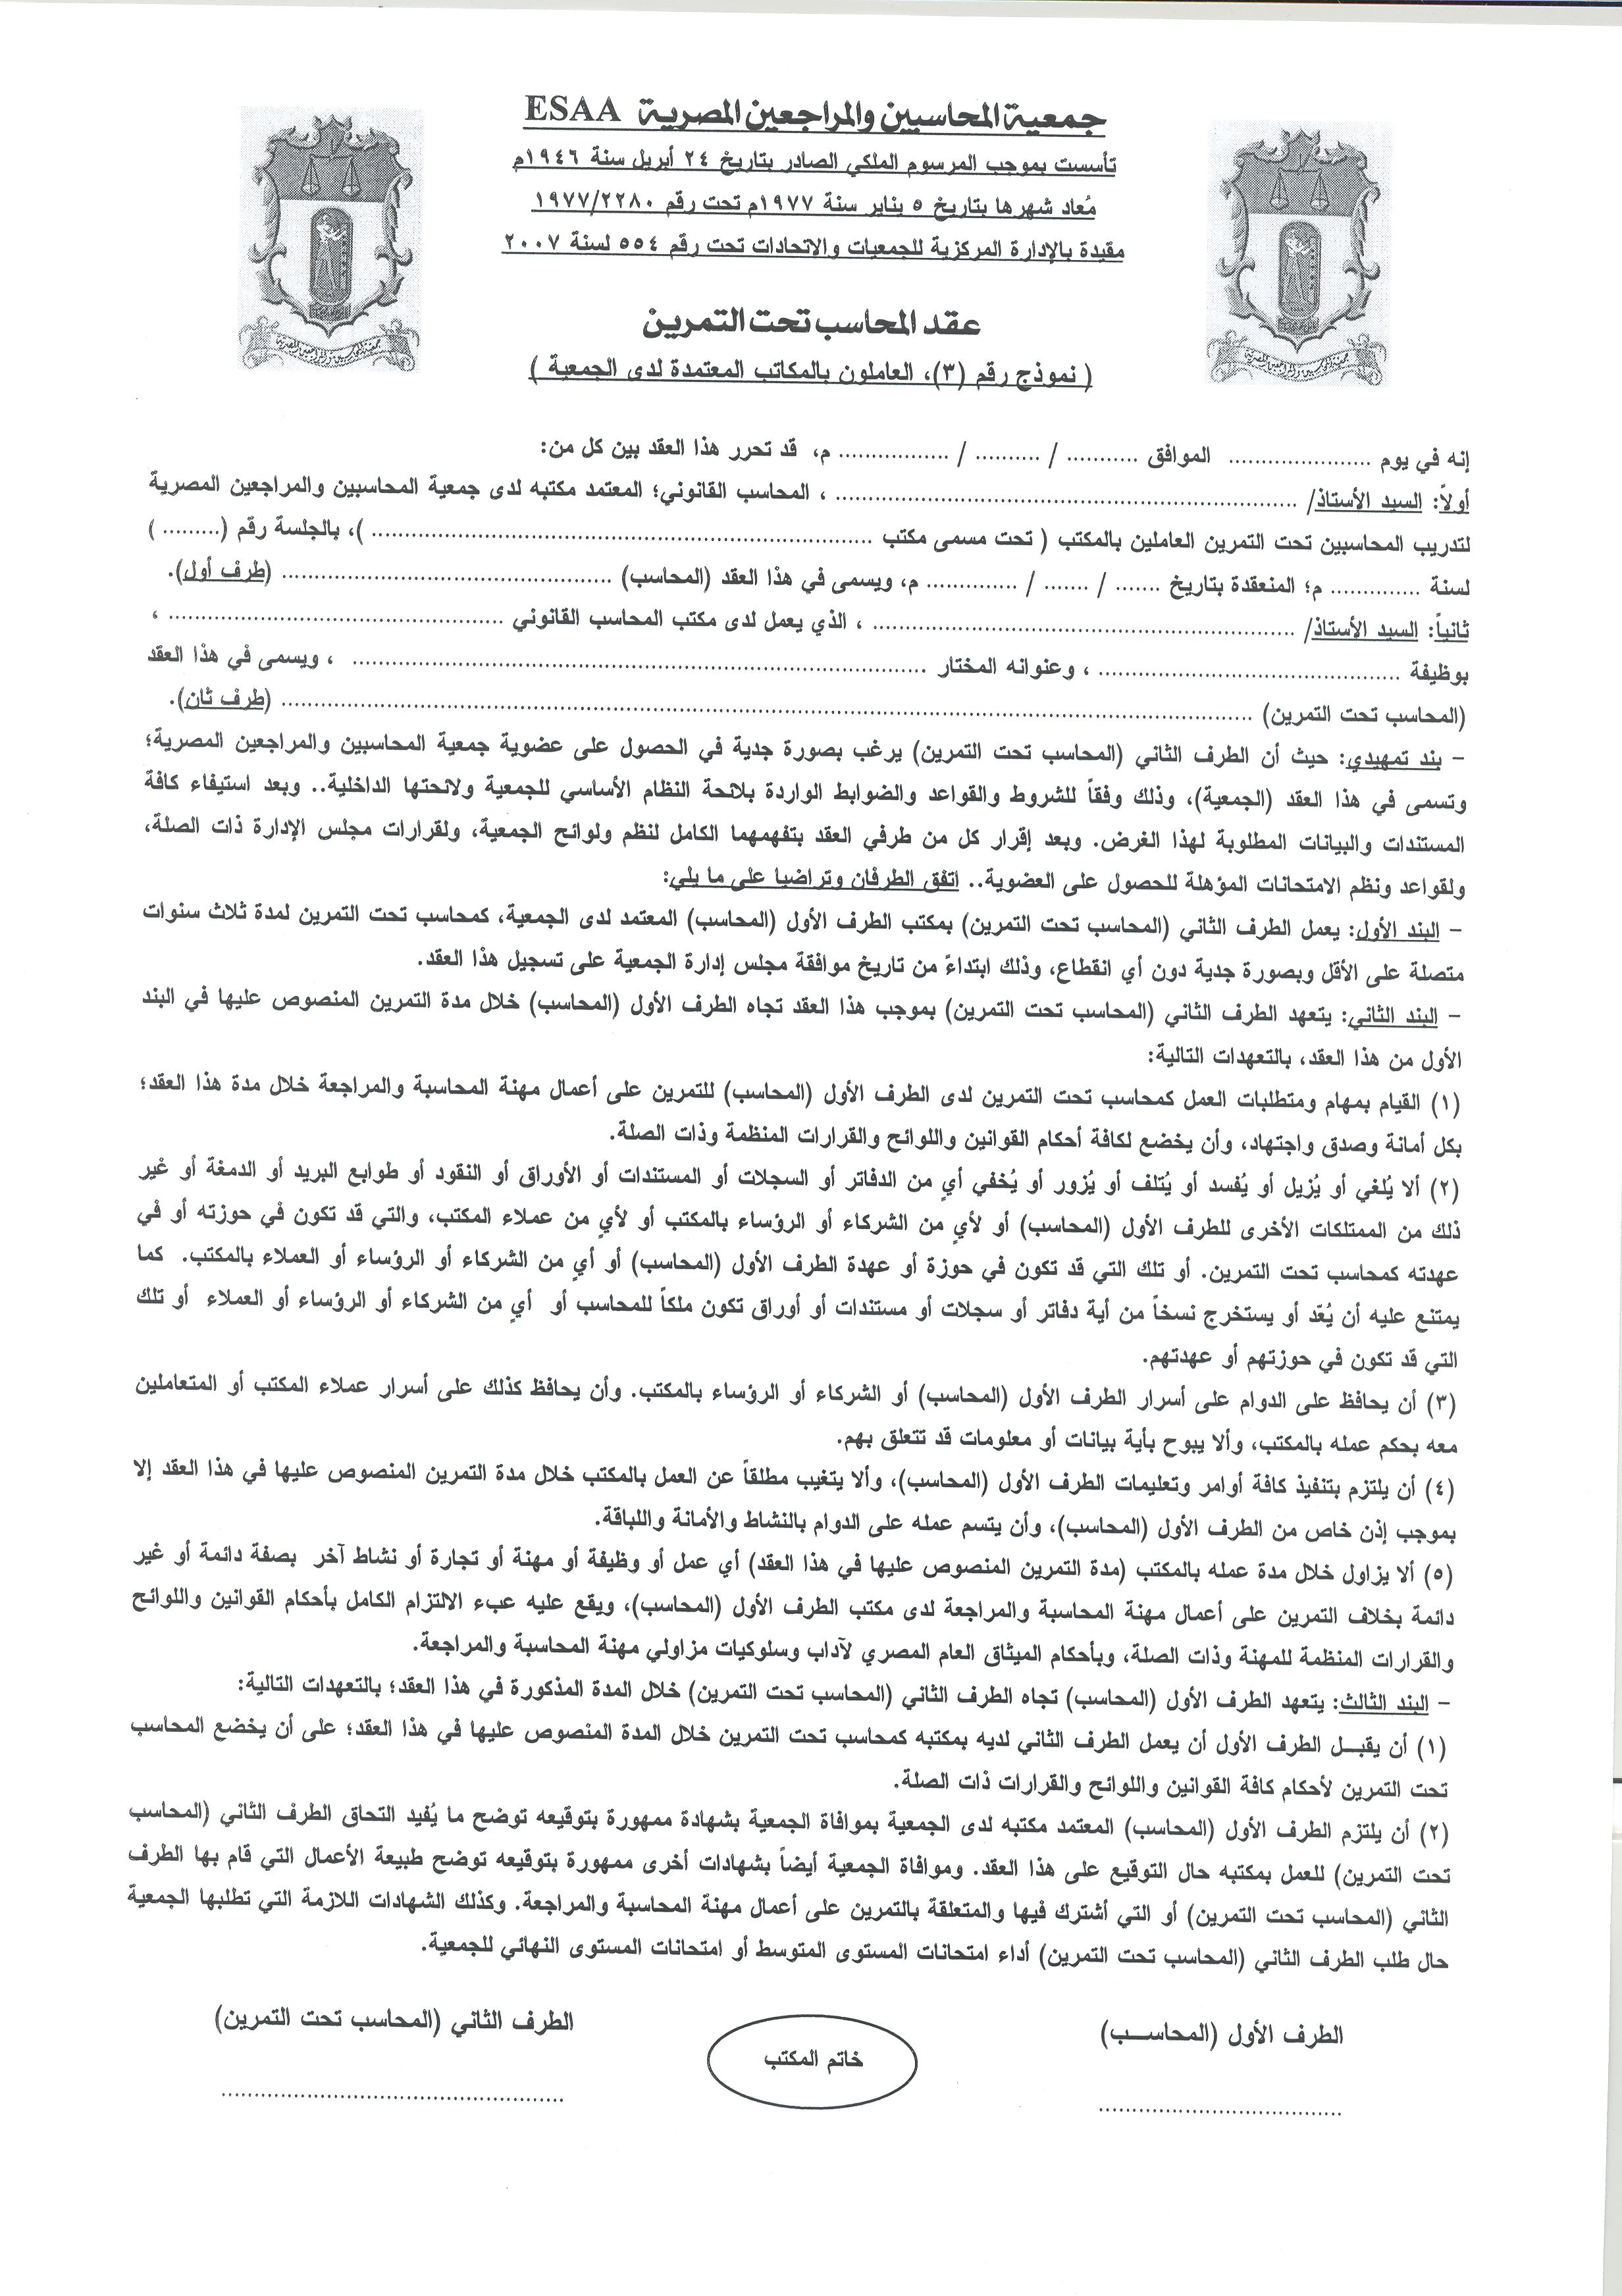 جمعية المحاسبين والمراجعين المصرية ESAA
تأسست بموجب المرسوم الملكي الصادر بتاريخ ٢٤ أبريل سنة ١٩٤٦م
مُعاد شهرها بتاريخ ٥ يناير سنة ١٩٧٧م تحت رقم ١٩٧٧/٢٢٨٠
مقيدة بالإدارة المركزية للجمعيات والاتحادات تحت رقم ٥٥٤ لسنة ٢٠٠٧
عقد المحاسب تحت التمرين
( نموذج رقم (٣)، العاملون بالمكاتب المعتمدة لدى الجمعية )
إنه في يوم ..................... الموافق ........... / .......... / ................. م، قد تحرر هذا العقد بين كل من:
أولاً: السيد الأستاذ/ ...................................................................... ، المحاسب القانوني؛ المعتمد مكتبه لدى جمعية المحاسبين والمراجعين المصرية
لتدريب المحاسبين تحت التمرين العاملين بالمكتب ( تحت مسمى مكتب ............................................................................ )، بالجلسة رقم (.........)
لسنة .............. م؛ المنعقدة بتاريخ ....... / ....... / .............. م، ويسمى في هذا العقد (المحاسب) .................................................. (طرف أول).
ثانياً: السيد الأستاذ/ ................................................................ ، الذي يعمل لدى مكتب المحاسب القانوني .................................................... ،
بوظيفة .............................................. ، وعنوانه المختار ........................................................................................ ، ويسمى في هذا العقد
(المحاسب تحت التمرين) .................................................................................................................................................... (طرف ثان).
- بند تمهيدي: حيث أن الطرف الثاني (المحاسب تحت التمرين) يرغب بصورة جدية في الحصول على عضوية جمعية المحاسبين والمراجعين المصرية؛
وتسمى في هذا العقد (الجمعية)، وذلك وفقاً للشروط والقواعد والضوابط الواردة بلائحة النظام الأساسي للجمعية ولائحتها الداخلية.. وبعد استيفاء كافة
المستندات والبيانات المطلوبة لهذا الغرض. وبعد إقرار كل من طرفي العقد بتفهمهما الكامل لنظم ولوائح الجمعية، ولقرارات مجلس الإدارة ذات الصلة،
ولقواعد ونظم الامتحانات المؤهلة للحصول على العضوية.. اتفق الطرفان وتراضيا على ما يلي:
- البند الأول: يعمل الطرف الثاني (المحاسب تحت التمرين) بمكتب الطرف الأول (المحاسب) المعتمد لدى الجمعية، كمحاسب تحت التمرين لمدة ثلاث سنوات
متصلة على الأقل وبصورة جدية دون أي انقطاع، وذلك ابتداءً من تاريخ موافقة مجلس إدارة الجمعية على تسجيل هذا العقد.
- البند الثاني: يتعهد الطرف الثاني (المحاسب تحت التمرين) بموجب هذا العقد تجاه الطرف الأول (المحاسب) خلال مدة التمرين المنصوص عليها في البند
الأول من هذا العقد، بالتعهدات التالية:
(١) القيام بمهام ومتطلبات العمل كمحاسب تحت التمرين لدى الطرف الأول (المحاسب) للتمرين على أعمال مهنة المحاسبة والمراجعة خلال مدة هذا العقد؛
بكل أمانة وصدق واجتهاد، وأن يخضع لكافة أحكام القوانين واللوائح والقرارات المنظمة وذات الصلة.
(٢) ألا يُلغي أو يُزيل أو يُفسد أو يُتلف أو يُزور أو يُخفي أيٍ من الدفاتر أو السجلات أو المستندات أو الأوراق أو النقود أو طوابع البريد أو الدمغة أو غير
ذلك من الممتلكات الأخرى للطرف الأول (المحاسب) أو لأيٍ من الشركاء أو الرؤساء بالمكتب أو لأيٍ من عملاء المكتب، والتي قد تكون في حوزته أو في
عهدته كمحاسب تحت التمرين. أو تلك التي قد تكون في حوزة أو عهدة الطرف الأول (المحاسب) أو أيٍ من الشركاء أو الرؤساء أو العملاء بالمكتب. كما
يمتنع عليه أن يُعّد أو يستخرج نسخاً من أية دفاتر أو سجلات أو مستندات أو أوراق تكون ملكاً للمحاسب أو أيٍ من الشركاء أو الرؤساء أو العملاء أو تلك
التي قد تكون في حوزتهم أو عهدتهم.
(٣) أن يحافظ على الدوام على أسرار الطرف الأول (المحاسب) أو الشركاء أو الرؤساء بالمكتب. وأن يحافظ كذلك على أسرار عملاء المكتب أو المتعاملين
معه بحكم عمله بالمكتب، وألا يبوح بأية بيانات أو معلومات قد تتعلق بهم.
(٤) أن يلتزم بتنفيذ كافة أوامر وتعليمات الطرف الأول (المحاسب)، وألا يتغيب مطلقاً عن العمل بالمكتب خلال مدة التمرين المنصوص عليها في هذا العقد إلا
بموجب إذن خاص من الطرف الأول (المحاسب)، وأن يتسم عمله على الدوام بالنشاط والأمانة واللباقة.
(٥) ألا يزاول خلال مدة عمله بالمكتب (مدة التمرين المنصوص عليها في هذا العقد) أي عمل أو وظيفة أو مهنة أو تجارة أو نشاط آخر بصفة دائمة أو غير
دائمة بخلاف التمرين على أعمال مهنة المحاسبة والمراجعة لدى مكتب الطرف الأول (المحاسب)، ويقع عليه عبء الالتزام الكامل بأحكام القوانين واللوائح
والقرارات المنظمة للمهنة وذات الصلة، وبأحكام الميثاق العام المصري لآداب وسلوكيات مزاولي مهنة المحاسبة والمراجعة.
- البند الثالث: يتعهد الطرف الأول (المحاسب) تجاه الطرف الثاني (المحاسب تحت التمرين) خلال المدة المذكورة في هذا العقد؛ بالتعهدات التالية:
(١) أن يقبـــل الطرف الأول أن يعمل الطرف الثاني لديه بمكتبه كمحاسب تحت التمرين خلال المدة المنصوص عليها في هذا العقد؛ على أن يخضع المحاسب
تحت التمرين لأحكام كافة القوانين واللوائح والقرارات ذات الصلة.
(٢) أن يلتزم الطرف الأول (المحاسب) المعتمد مكتبه لدى الجمعية بموافاة الجمعية بشهادة ممهورة بتوقيعه توضح ما يُفيد التحاق الطرف الثاني (المحاسب
تحت التمرين) للعمل بمكتبه حال التوقيع على هذا العقد. وموافاة الجمعية أيضاً بشهادات أخرى ممهورة بتوقيعه توضح طبيعة الأعمال التي قام بها الطرف
الثاني (المحاسب تحت التمرين) أو التي أشترك فيها والمتعلقة بالتمرين على أعمال مهنة المحاسبة والمراجعة. وكذلك الشهادات اللازمة التي تطلبها الجمعية
حال طلب الطرف الثاني (المحاسب تحت التمرين) أداء امتحانات المستوى المتوسط أو امتحانات المستوى النهائي للجمعية.
الطرف الأول (المحاســـب)
خاتم المكتب
الطرف الثاني (المحاسب تحت التمرين)
.....................................
....................................................